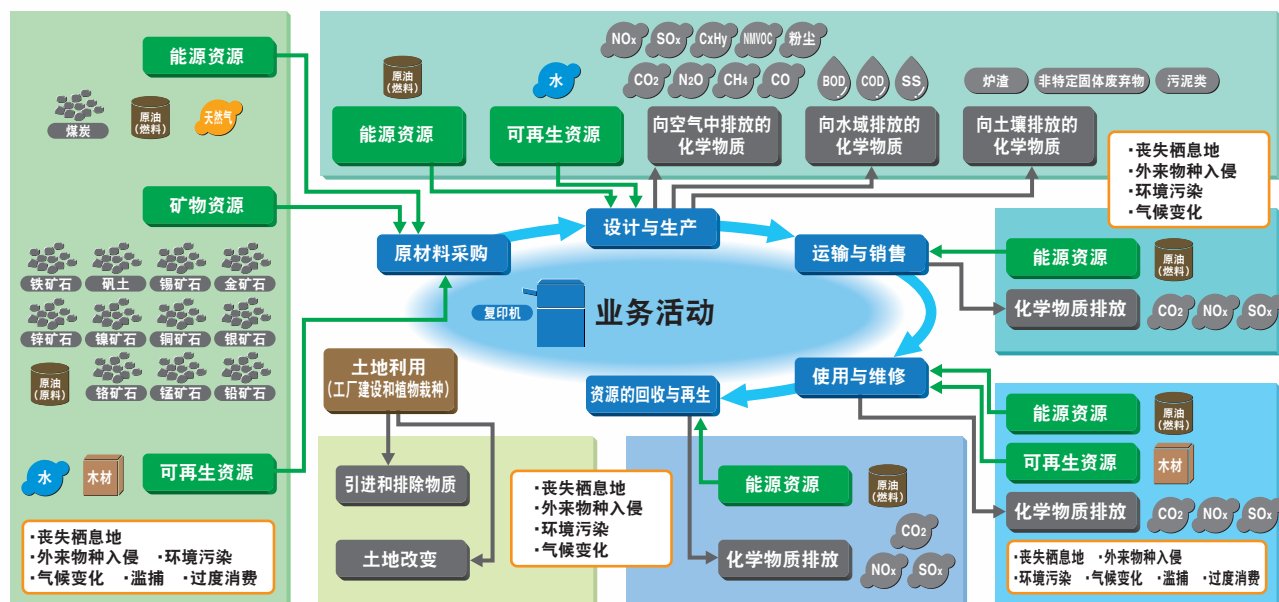 能源资源
煤炭
原油
(燃料)
天然气
矿物资源
铁矿石
矾土
锡矿石
金矿石
锌矿石
镍矿石
铜矿石
银矿石
原油
(原料)
铬矿石
锰矿石
铅矿石
水
木材
可再生资源
·丧失栖息地
·外来物种入侵 ·环境污染
·气候变化 ·滥捕 ·过度消费
原油
(燃料)
能源资源
水
可再生资源
NOx
SOx
CxHy
NMVOC
粉尘
CO2
N2O
CH4
CO
向空气中排放的
化学物质
BOD
COD
SS
向水域排放的
化学物质
炉渣
非特定固体废弃物
污泥类
向土壤排放的
化学物质
·丧失栖息地
·外来物种入侵
·环境污染
·气候变化
原材料采购
设计与生产
运输与销售
使用与维修
资源的回收与再生
复印机
业务活动
能源资源
原油
(燃料)
化学物质排放
CO2
NOx
SOx
土地利用
(工厂建设和植物栽种)
引进和排除物质
土地改变
·丧失栖息地
·外来物种入侵
·环境污染
·气候变化
能源资源
原油
(燃料)
化学物质排放
CO2
NOx
SOx
能源资源
原油
(燃料)
可再生资源
木材
化学物质排放
CO2
NOx
SOx
·丧失栖息地 ·外来物种入侵
·环境污染 ·气候变化 ·滥捕 ·过度消费